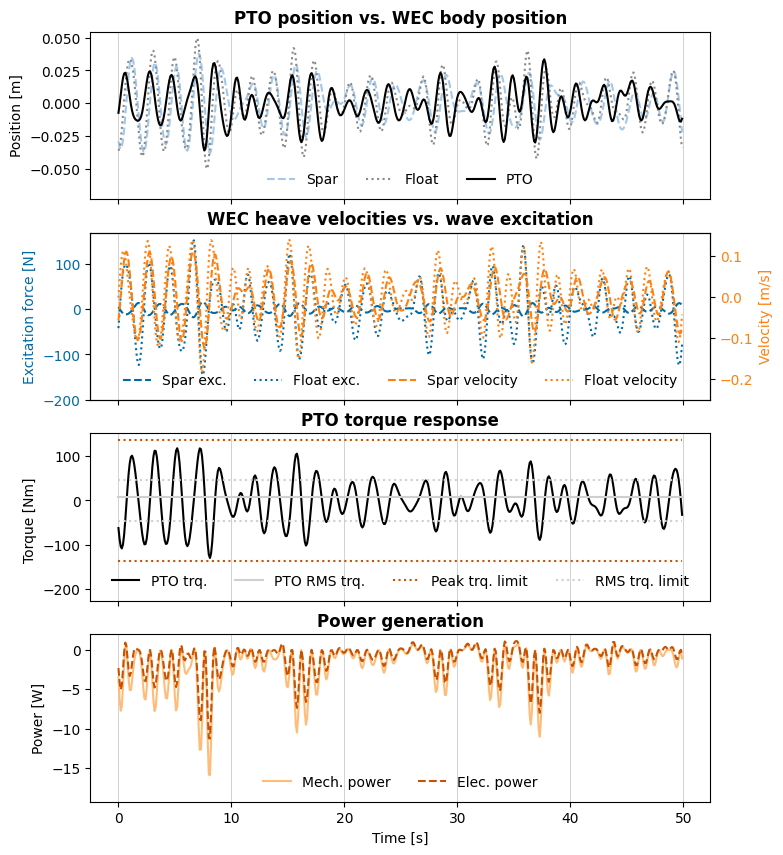 PTO position vs. WEC body position
0.050
0.025
0.000
−0.025
−0.050
Position [m]
Spar Float PTO
WEC heave velocities vs. wave excitation
100
0
−100
−200
Excitation force [N]
0.1
0.0
−0.1
−0.2
Velocity [m/s]
Spar exc. Float exc. Spar velocity Float velocity
PTO torque response
100
0
−100
−200
Torque [Nm]
PTO trq. PTO RMS trq. Peak trq. limit RMS trq. limit
Power generation
0
−5
−10
−15
Power [W]
Mech. power Elec. power
0 10 20 30 40 50
Time [s]